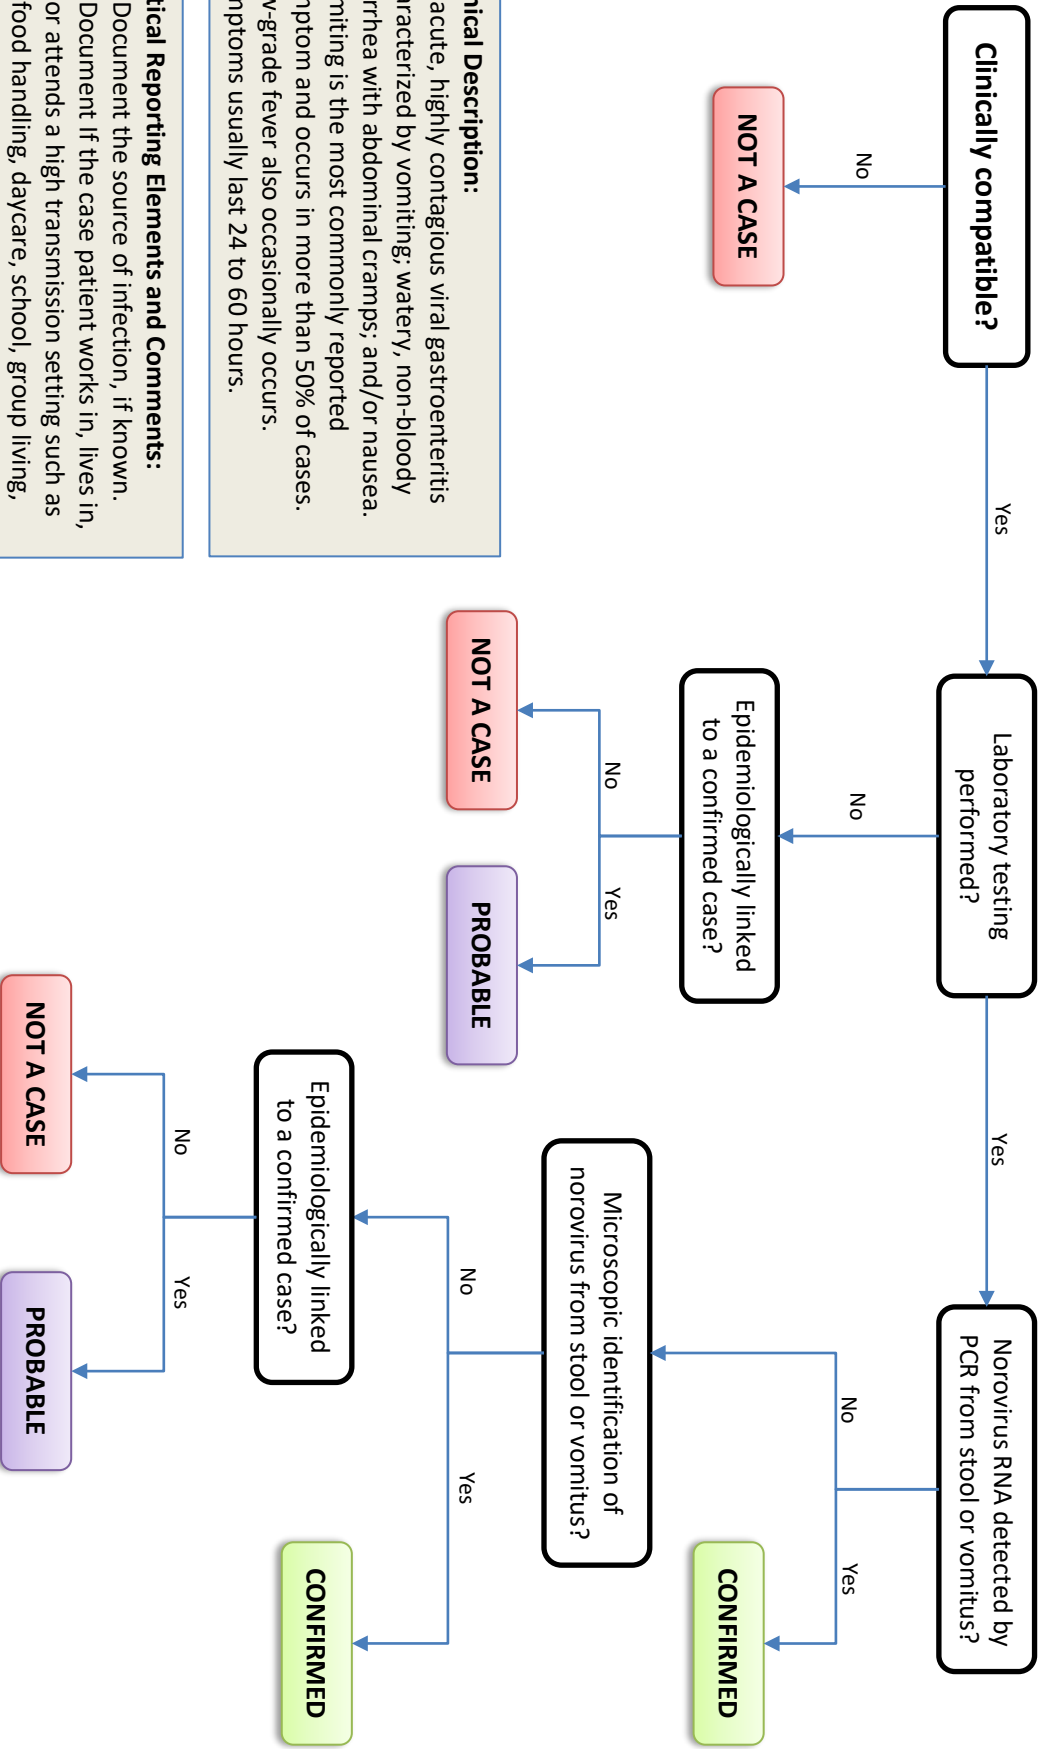 Clinically compatible?
Yes
Laboratory testing
performed?
Yes
Norovirus RNA detected by
PCR from stool or vomitus?
No
NOT A CASE
No
Epidemiologically linked
to a confirmed case?
No
Yes
NOT A CASE
PROBABLE
No
Yes
CONFIRMED
Microscopic identification of
norovirus from stool or vomitus?
No
Yes
CONFIRMED
Epidemiologically linked
to a confirmed case?
No
Yes
NOT A CASE
PROBABLE
nical Description:
acute, highly contagious viral gastroenteritis
aracterized by vomiting; watery, non-bloody
rrhea with abdominal cramps; and/or nausea.
miting is the most commonly reported
mptom and occurs in more than 50% of cases.
w-grade fever also occasionally occurs.
mptoms usually last 24 to 60 hours.
tical Reporting Elements and Comments:
Document the source of infection, if known.
Document If the case patient works in, lives in,
or attends a high transmission setting such as
food handling, daycare, school, group living,